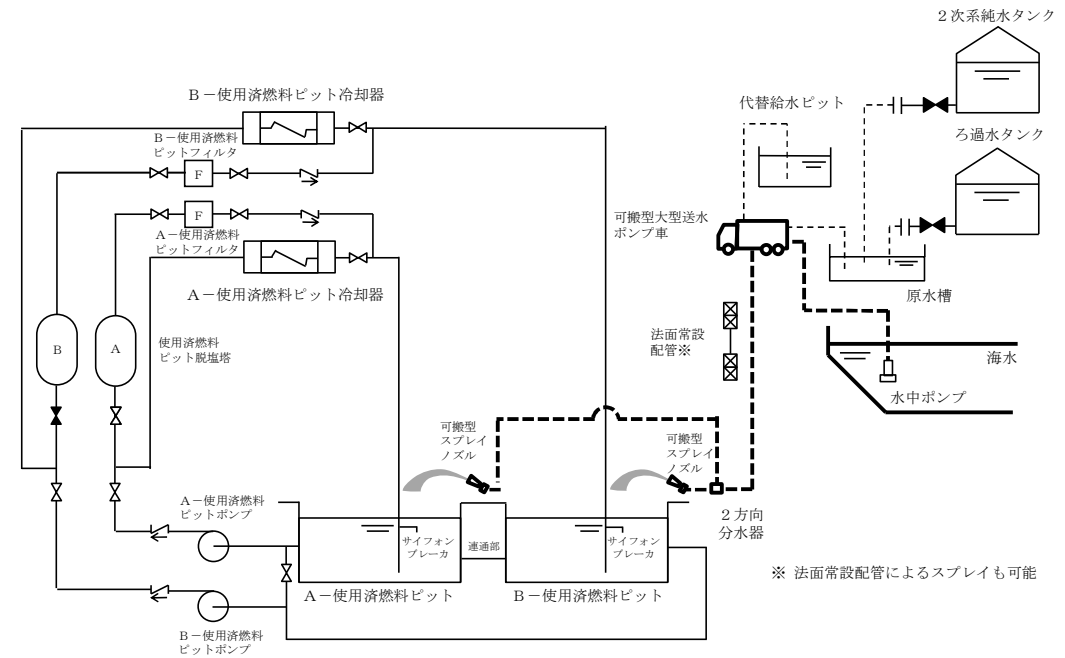 ２次系純水タンク
Ｂ－使用済燃料ピット冷却器
代替給水ピット
Ｂ－使用済燃料
ピットフィルタ
ろ過水タンク
F
F
可搬型大型送水
ポンプ車
Ａ－使用済燃料
ピットフィルタ
Ａ－使用済燃料ピット冷却器
原水槽
使用済燃料
ピット脱塩塔
B
A
法面常設
配管※
海水
水中ポンプ
可搬型
スプレイ
ノズル
可搬型
スプレイ
ノズル
Ａ－使用済燃料
ピットポンプ
２方向
分水器
サイフォン
ブレーカ
連通部
サイフォン
ブレーカ
※ 法面常設配管によるスプレイも可能
Ａ－使用済燃料ピット
Ｂ－使用済燃料ピット
Ｂ－使用済燃料
ピットポンプ